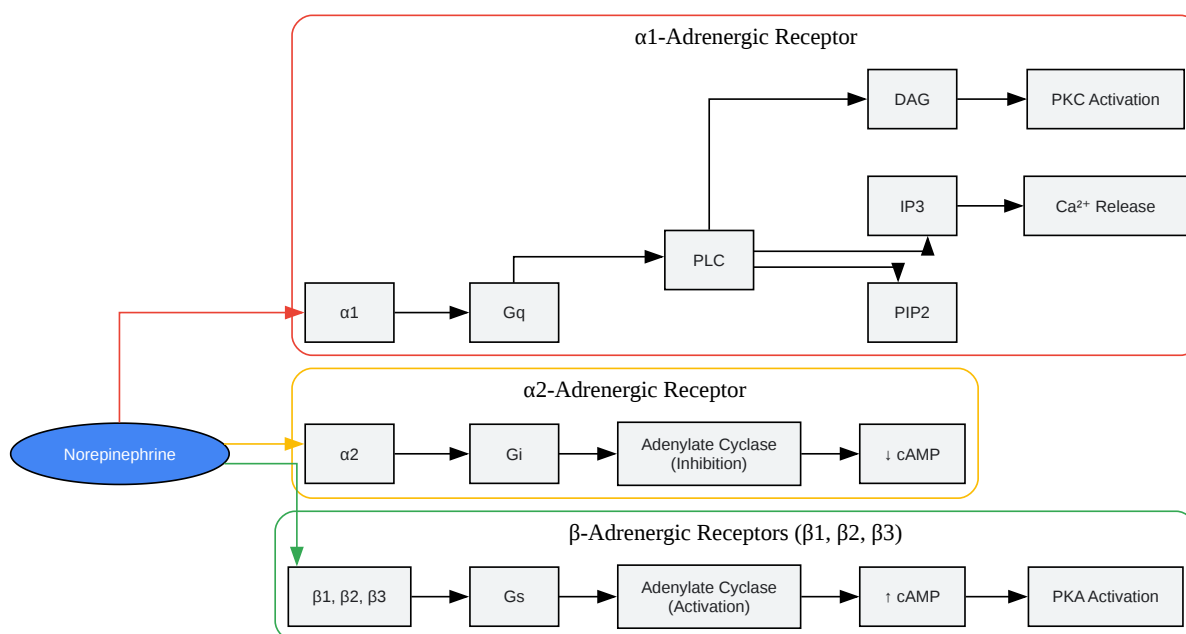 α1-Adrenergic Receptor
DAG
PKC Activation
IP3
Ca²⁺ Release
PLC
α1
Gq
PIP2
α2-Adrenergic Receptor
Norepinephrine
α2
Gi
Adenylate Cyclase
(Inhibition)
↓ cAMP
β-Adrenergic Receptors (β1, β2, β3)
β1, β2, β3
Gs
Adenylate Cyclase
(Activation)
↑ cAMP
PKA Activation